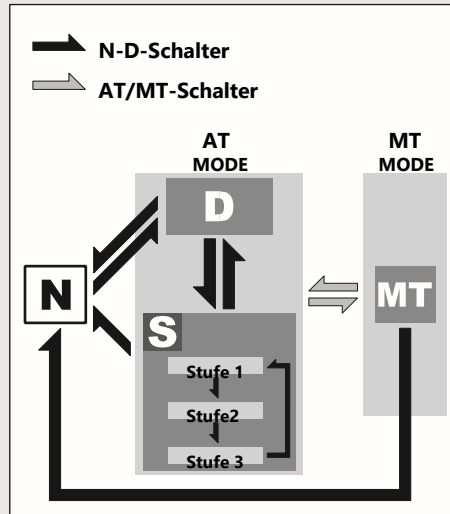 N-D-Schalter
AT/MT-Schalter
AT
MODE
MT
MODE
D
N
MT
S
Stufe 1
Stufe2
Stufe 3